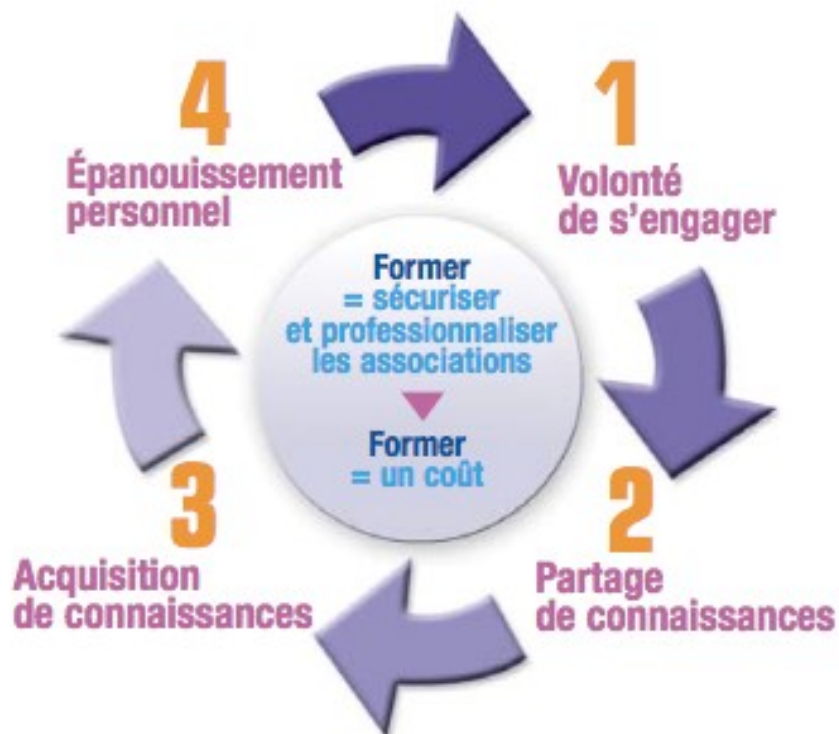 4
Épanouissement
personnel
1
Volonté
de s'engager
Former
= sécuriser
et professionnaliser
les associations
Former
= un coût
3
Acquisition
de connaissances
2
Partage
de connaissances